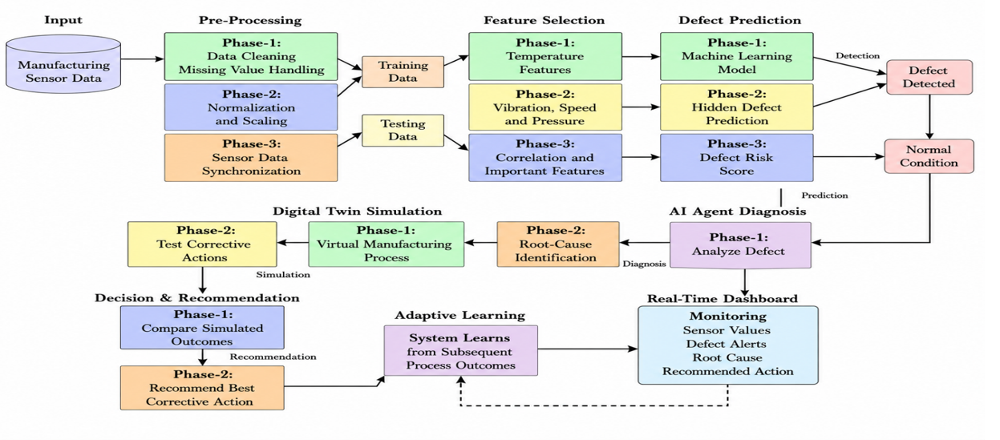 Input
Manufacturing
Sensor Data
Pre-Processing
Phase-1:
Data Cleaning
Missing Value Handling
Phase-2:
Normalization
and Scaling
Phase-3:
Sensor Data
Synchronization
Training
Data
Testing
Data
Feature Selection
Phase-1:
Temperature
Features
Phase-2:
Vibration, Speed
and Pressure
Phase-3:
Correlation and
Important Features
Defect Prediction
Phase-1:
Machine Learning
Model
Phase-2:
Hidden Defect
Prediction
Phase-3:
Defect Risk
Score
Detection
Defect
Detected
Normal
Condition
Prediction
AI Agent Diagnosis
Phase-1:
Analyze Defect
Diagnosis
Phase-2:
Root-Cause
Identification
Digital Twin Simulation
Phase-1:
Virtual Manufacturing
Process
Phase-2:
Test Corrective
Actions
Simulation
Decision & Recommendation
Phase-1:
Compare Simulated
Outcomes
Recommendation
Phase-2:
Recommend Best
Corrective Action
Adaptive Learning
System Learns
from Subsequent
Process Outcomes
Real-Time Dashboard
Monitoring
Sensor Values
Defect Alerts
Root Cause
Recommended Action